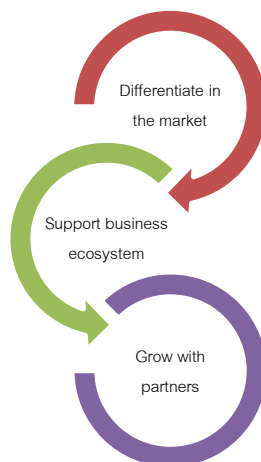 Differentiate in
the market
Support business
ecosystem
Grow with
partners